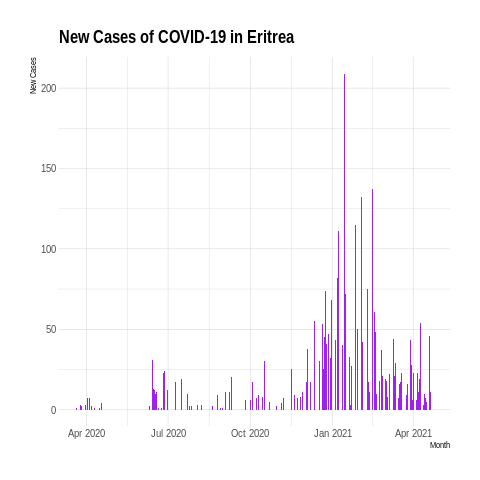 New Cases of COVID-19 in Eritrea
New Cases
200
150
100
50
0
Apr 2020 Jul 2020 Oct 2020 Jan 2021 Apr 2021
Month